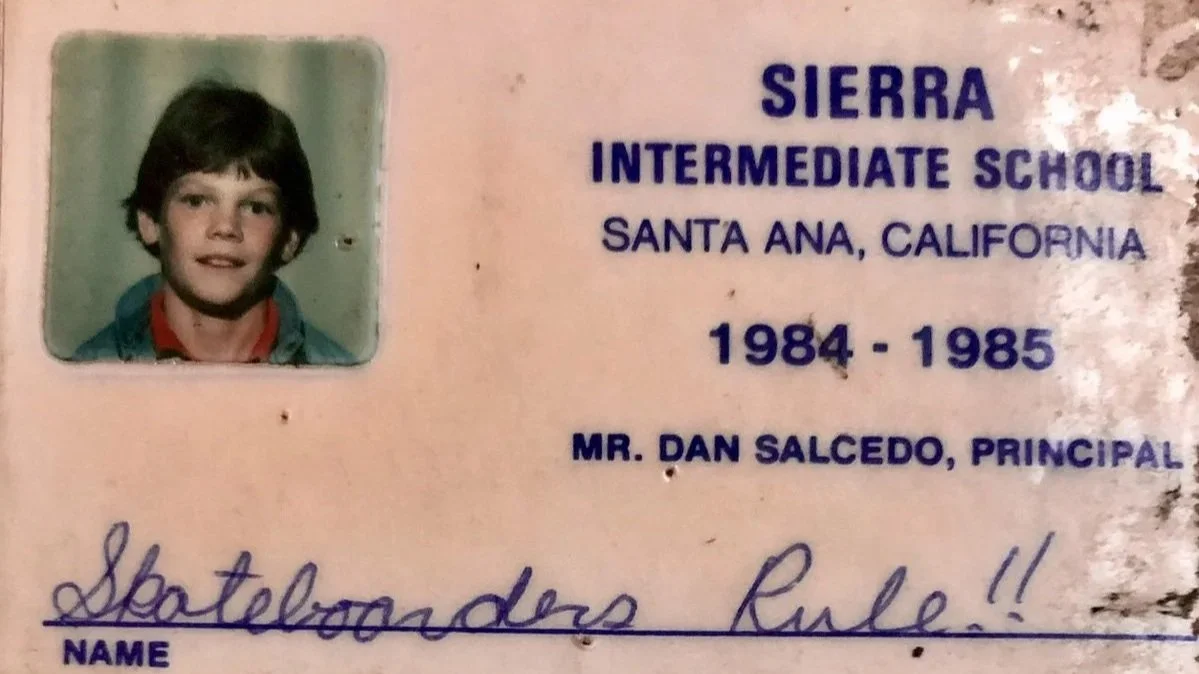 SIERRA
INTERMEDIATE SCHOOL
SANTA ANA, CALIFORNIA
1984 - 1985
MR. DAN SALCEDO, PRINCIPAL
Skateboarders Rule!!
NAME